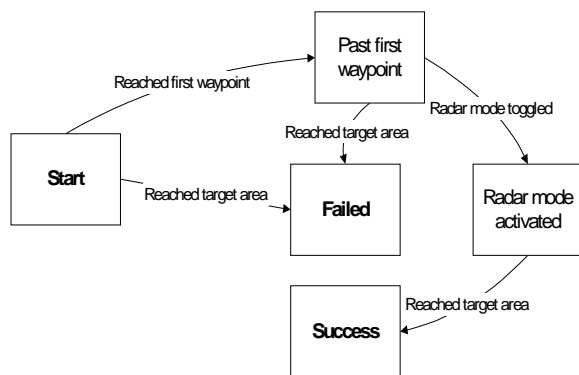 Past first
waypoint
Reached first waypoint
Radar mode toggled
Reached target area
Start
Reached target area
Failed
Radar mode
activated
Reached target area
Success